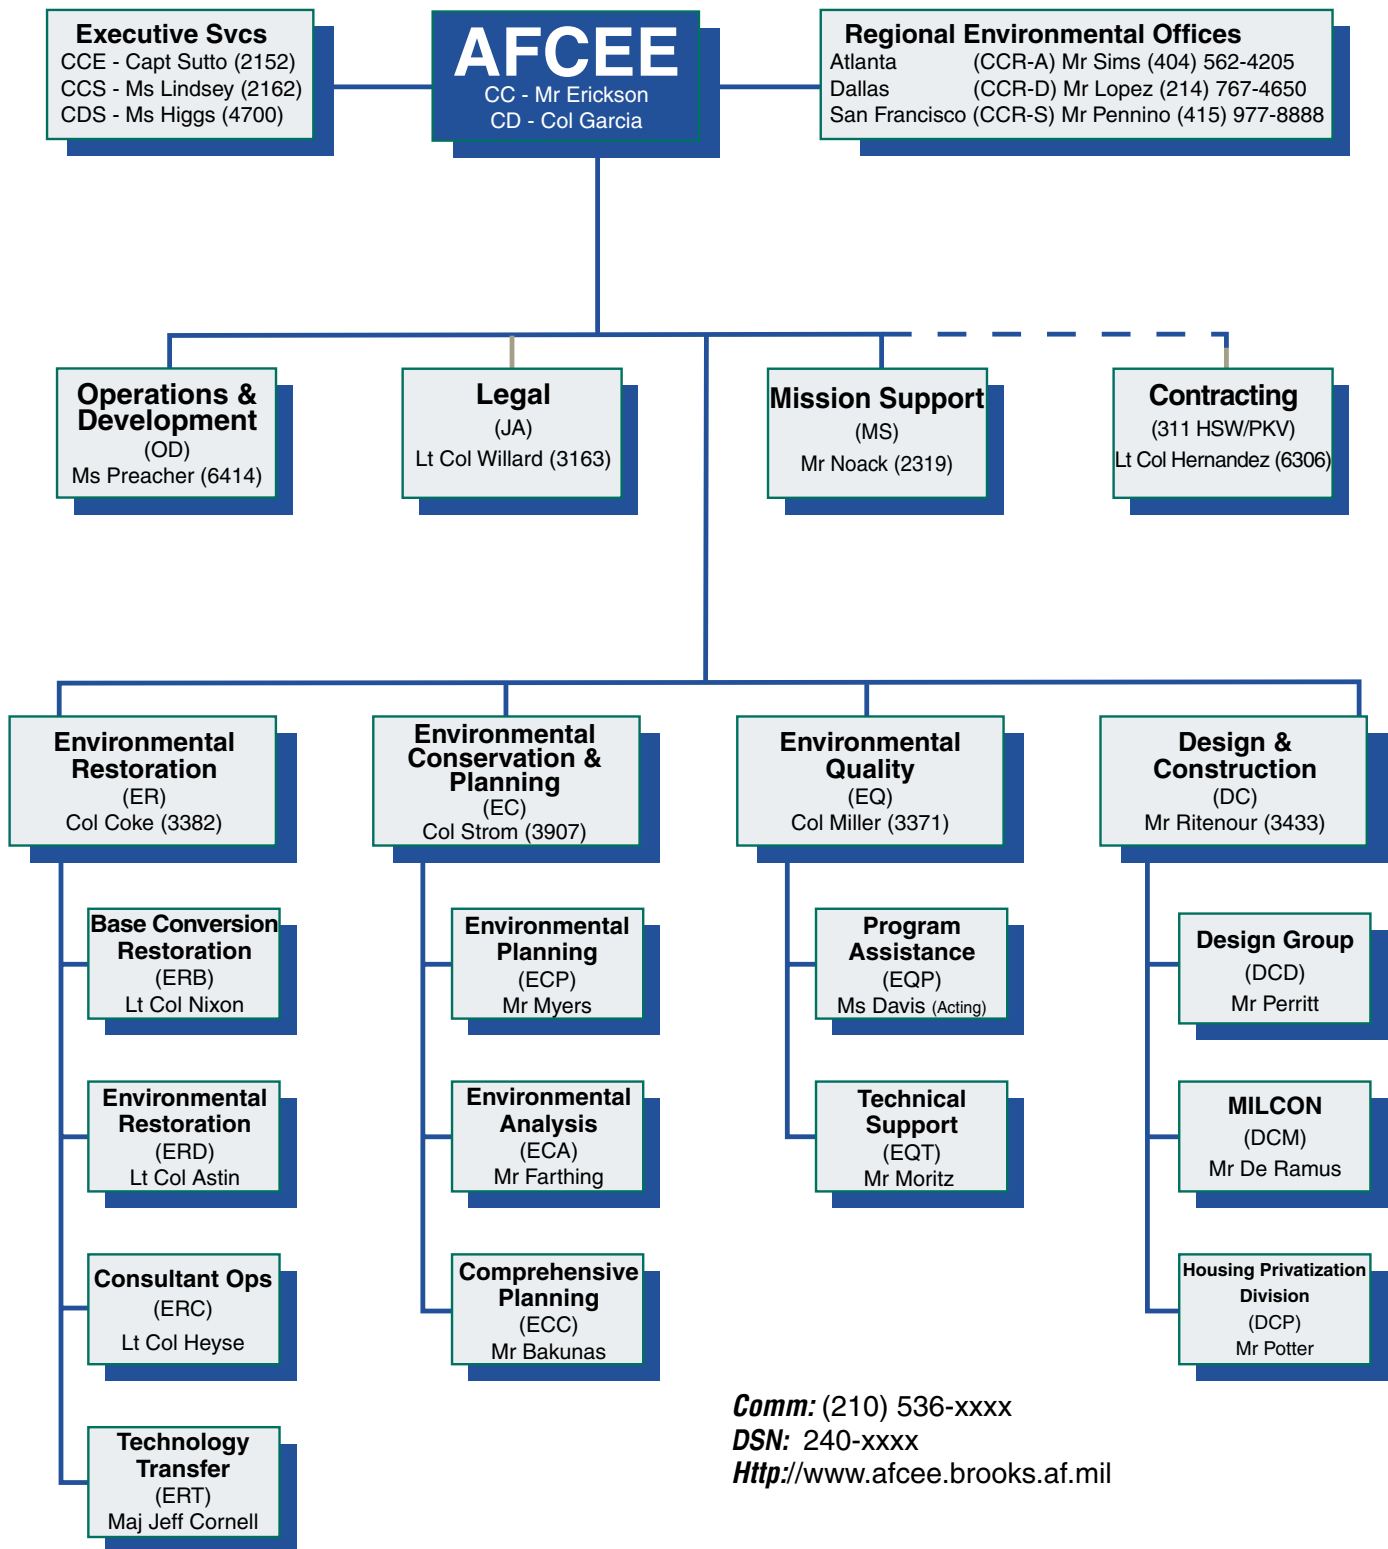 Executive Svcs
CCE - Capt Sutto (2152)
CCS - Ms Lindsey (2162)
CDS - Ms Higgs (4700)
AFCEE
CC - Mr Erickson
CD - Col Garcia
Regional Environmental Offices
Atlanta (CCR-A) Mr Sims (404) 562-4205
Dallas (CCR-D) Mr Lopez (214) 767-4650
San Francisco (CCR-S) Mr Pennino (415) 977-8888
Operations &
Development
(OD)
Ms Preacher (6414)
Legal
(JA)
Lt Col Willard (3163)
Mission Support
(MS)
Mr Noack (2319)
Contracting
(311 HSW/PKV)
Lt Col Hernandez (6306)
Environmental
Restoration
(ER)
Col Coke (3382)
Environmental
Conservation &
Planning
(EC)
Col Strom (3907)
Environmental
Quality
(EQ)
Col Miller (3371)
Design &
Construction
(DC)
Mr Ritenour (3433)
Base Conversion
Restoration
(ERB)
Lt Col Nixon
Environmental
Planning
(ECP)
Mr Myers
Program
Assistance
(EQP)
Ms Davis (Acting)
Design Group
(DCD)
Mr Perritt
Environmental
Restoration
(ERD)
Lt Col Astin
Environmental
Analysis
(ECA)
Mr Farthing
Technical
Support
(EQT)
Mr Moritz
MILCON
(DCM)
Mr De Ramus
Consultant Ops
(ERC)
Lt Col Heyse
Comprehensive
Planning
(ECC)
Mr Bakunas
Housing Privatization
Division
(DCP)
Mr Potter
Technology
Transfer
(ERT)
Maj Jeff Cornell
Comm: (210) 536-xxxx
DSN: 240-xxxx
Http://www.afcee.brooks.af.mil